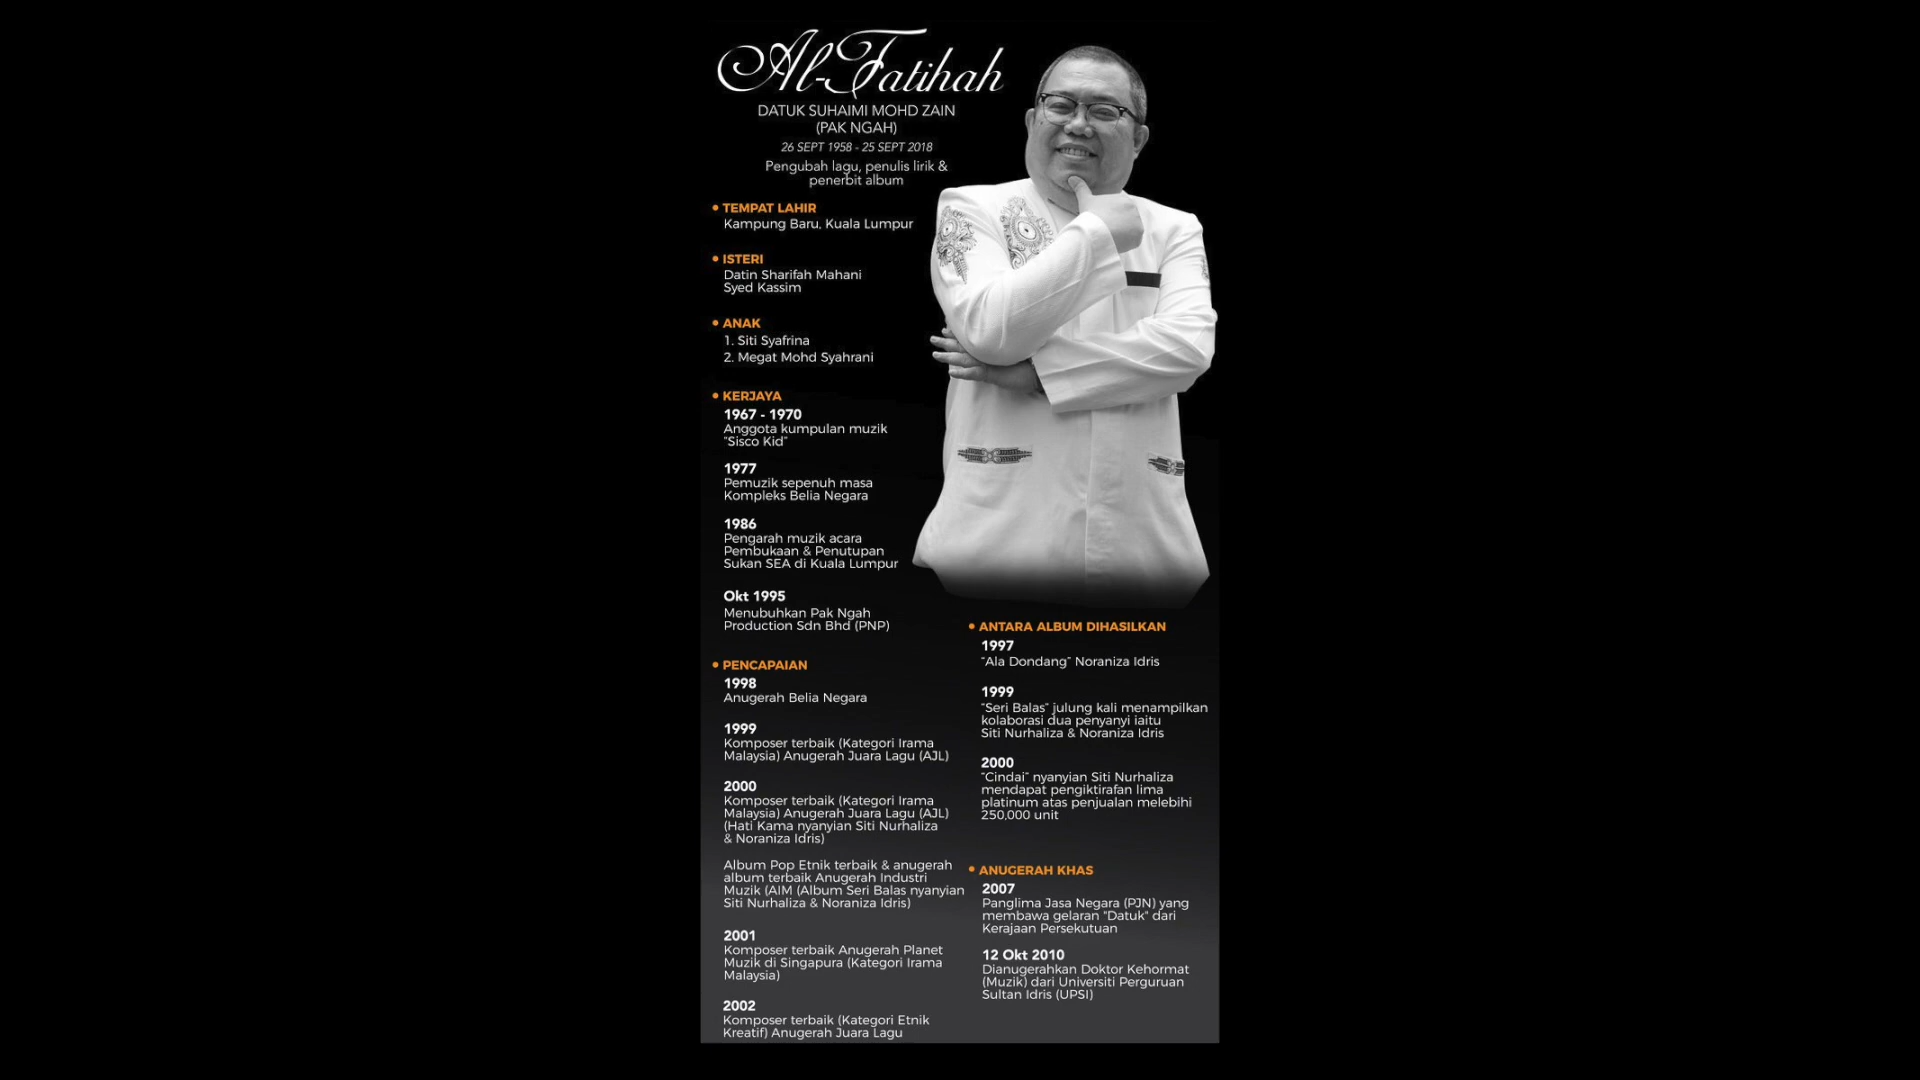 Al-Fatihah
DATUK SUHAIMI MOHD ZAIN
(PAK NGAH)
26 SEPT 1958 - 25 SEPT 2018
Pengubah lagu, penulis lirik &
penerbit album
• TEMPAT LAHIR
Kampung Baru, Kuala Lumpur
• ISTERI
Datin Sharifah Mahani
Syed Kassim
• ANAK
1. Siti Syafrina
2. Megat Mohd Syahrani
• KERJAYA
1967 - 1970
Anggota kumpulan muzik
"Sisco Kid"
1977
Pemuzik sepenuh masa
Kompleks Belia Negara
1986
Pengarah muzik acara
Pembukaan & Penutupan
Sukan SEA di Kuala Lumpur
Okt 1995
Menubuhkan Pak Ngah
Production Sdn Bhd (PNP)
• PENCAPAIAN
1998
Anugerah Belia Negara
1999
Komposer terbaik (Kategori Irama
Malaysia) Anugerah Juara Lagu (AJL)
2000
Komposer terbaik (Kategori Irama
Malaysia) Anugerah Juara Lagu (AJL)
(Hati Kama nyanyian Siti Nurhaliza
& Noraniza Idris)
Album Pop Etnik terbaik & anugerah
album terbaik Anugerah Industri
Muzik (AIM (Album Seri Balas nyanyian
Siti Nurhaliza & Noraniza Idris)
2001
Komposer terbaik Anugerah Planet
Muzik di Singapura (Kategori Irama
Malaysia)
2002
Komposer terbaik (Kategori Etnik
Kreatif) Anugerah Juara Lagu
• ANTARA ALBUM DIHASILKAN
1997
"Ala Dondang" Noraniza Idris
1999
"Seri Balas" julung kali menampilkan
kolaborasi dua penyanyi iaitu
Siti Nurhaliza & Noraniza Idris
2000
"Cindai" nyanyian Siti Nurhaliza
mendapat pengiktirafan lima
platinum atas penjualan melebihi
250,000 unit
• ANUGERAH KHAS
2007
Panglima Jasa Negara (PJN) yang
membawa gelaran "Datuk" dari
Kerajaan Persekutuan
12 Okt 2010
Dianugerahkan Doktor Kehormat
(Muzik) dari Universiti Perguruan
Sultan Idris (UPSI)